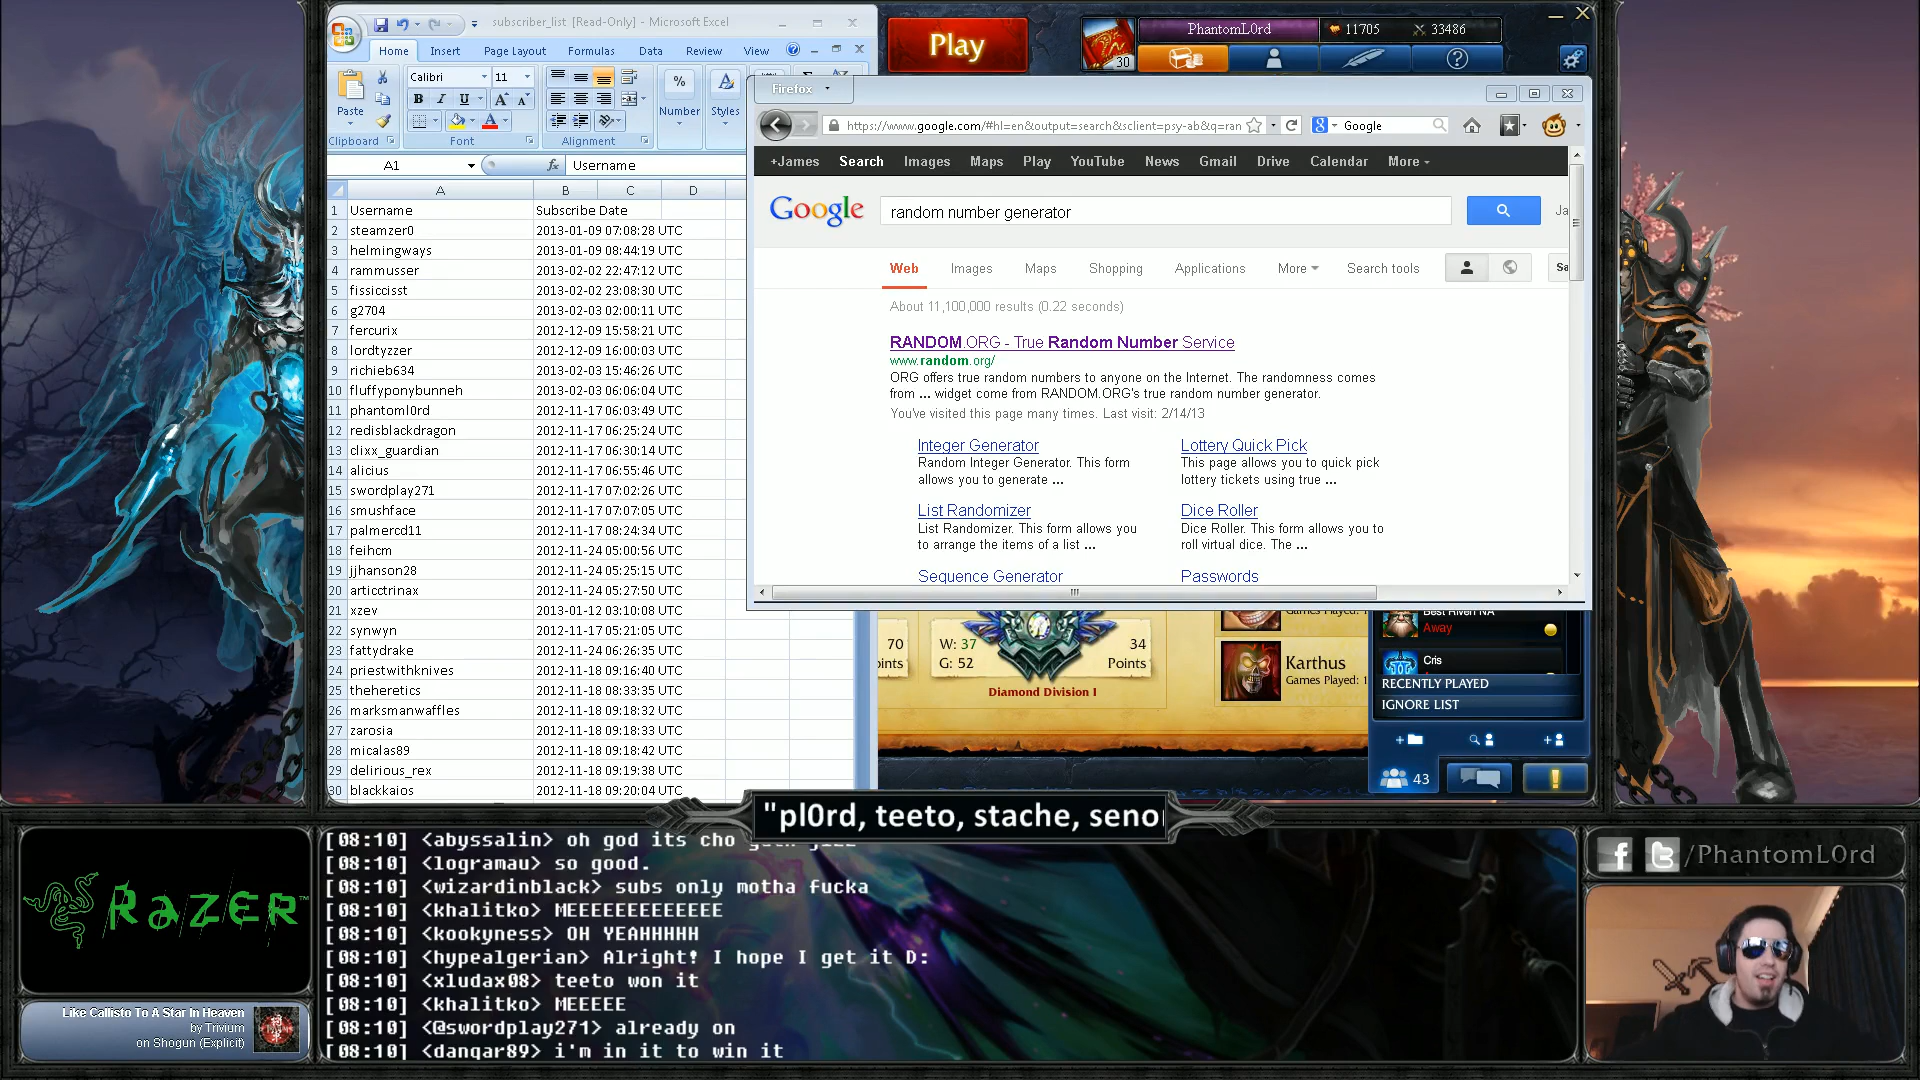 subscriber_list [Read-Only] - Microsoft Excel
Home Insert Page Layout Formulas Data Review View
Paste Calibri 11 Number Styles
Clipboard Font Alignment
A1 fx Username
A B C D
1 Username Subscribe Date
2 steamzer0 2013-01-09 07:08:28 UTC
3 helmingways 2013-01-09 08:44:19 UTC
4 rammusser 2013-02-02 22:47:12 UTC
5 fissiccisst 2013-02-02 23:08:30 UTC
6 g2704 2013-02-03 02:00:11 UTC
7 fercurix 2012-12-09 15:58:21 UTC
8 lordtyzzer 2012-12-09 16:00:03 UTC
9 richieb634 2013-02-03 15:46:26 UTC
10 fluffyponybunneh 2013-02-03 06:06:04 UTC
11 phantoml0rd 2012-11-17 06:03:49 UTC
12 redisblackdragon 2012-11-17 06:25:24 UTC
13 clixx_guardian 2012-11-17 06:30:14 UTC
14 alicius 2012-11-17 06:55:46 UTC
15 swordplay271 2012-11-17 07:02:26 UTC
16 smushface 2012-11-17 07:07:05 UTC
17 palmercd11 2012-11-17 08:24:34 UTC
18 feihcm 2012-11-24 05:00:56 UTC
19 jjhanson28 2012-11-24 05:25:15 UTC
20 articctrinax 2012-11-24 05:27:50 UTC
21 xzev 2013-01-12 03:10:08 UTC
22 synwyn 2012-11-17 05:21:05 UTC
23 fattydrake 2012-11-24 06:26:35 UTC
24 priestwithknives 2012-11-18 09:16:40 UTC
25 theheretics 2012-11-18 08:33:35 UTC
26 marksmanwaffles 2012-11-18 09:18:32 UTC
27 zarosia 2012-11-18 09:18:33 UTC
28 micalas89 2012-11-18 09:18:42 UTC
29 delirious_rex 2012-11-18 09:19:38 UTC
30 blackkaios 2012-11-18 09:20:04 UTC
Play
30
PhantomL0rd 11705 33486
Firefox
https://www.google.com/#hl=en&output=search&sclient=psy-ab&q=ran
Google
+James Search Images Maps Play YouTube News Gmail Drive Calendar More
Google random number generator Ja
Web Images Maps Shopping Applications More Search tools
About 11,100,000 results (0.22 seconds)
RANDOM.ORG - True Random Number Service
www.random.org/
ORG offers true random numbers to anyone on the Internet. The randomness comes
from ... widget come from RANDOM.ORG's true random number generator.
You've visited this page many times. Last visit: 2/14/13
Integer Generator
Random Integer Generator. This form
allows you to generate ...
Lottery Quick Pick
This page allows you to quick pick
lottery tickets using true ...
List Randomizer
List Randomizer. This form allows you
to arrange the items of a list ...
Dice Roller
Dice Roller. This form allows you to
roll virtual dice. The ...
Sequence Generator
Passwords
70
W: 37
G: 52
34
Points
Diamond Division I
Karthus
Games Played: 1
Best Riven NA
Away
Cris
RECENTLY PLAYED
IGNORE LIST
43
"pl0rd, teeto, stache, seno
[08:10] <abyssalin> oh god its cho
[08:10] <logramau> so good.
[08:10] <wizardinblack> subs only motha fucka
[08:10] <khalitko> MEEEEEEEEEEEEE
[08:10] <kookyness> OH YEAHHHHH
[08:10] <hypealgerian> Alright! I hope I get it D:
[08:10] <xludax08> teeto won it
[08:10] <khalitko> MEEEEE
[08:10] <@swordplay271> already on
[08:10] <dangar89> i'm in it to win it
RAZER
Like Callisto To A Star In Heaven
by Trivium
on Shogun (Explicit)
/PhantomL0rd